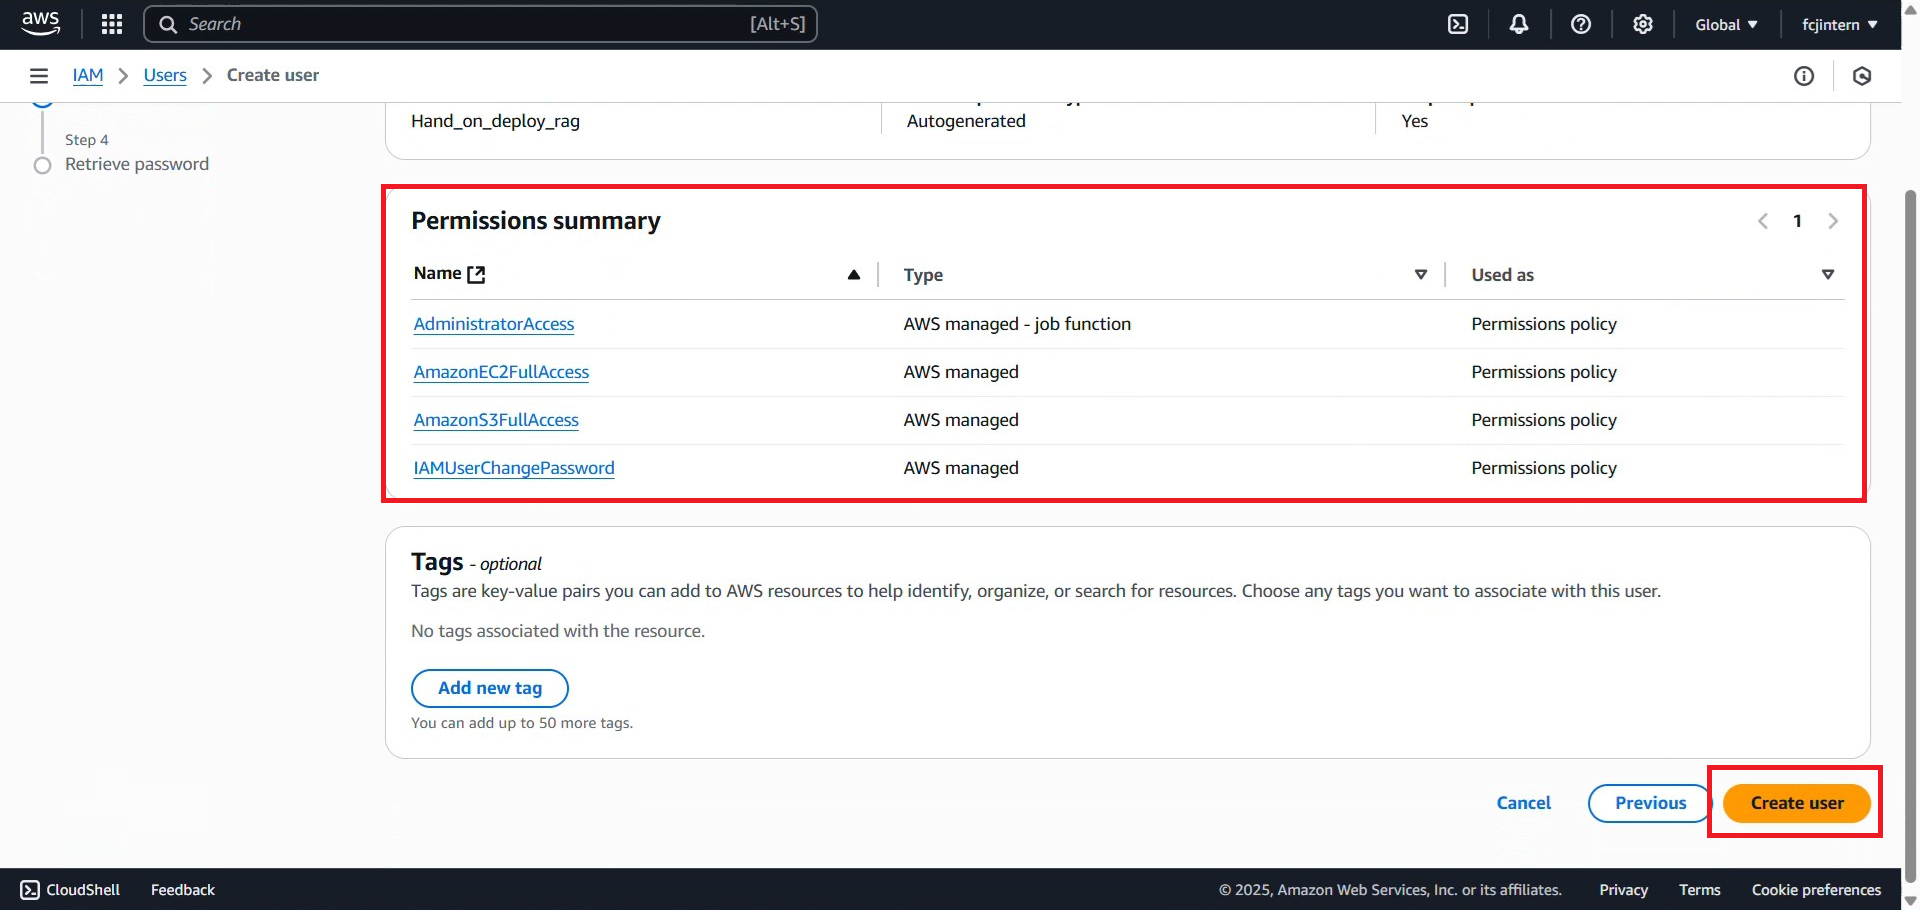 aws Search [Alt+S] Global fcjintern
IAM Users Create user
Step 4
Retrieve password
Hand_on_deploy_rag Autogenerated Yes
Permissions summary 1
Name Type Used as
AdministratorAccess AWS managed - job function Permissions policy
AmazonEC2FullAccess AWS managed Permissions policy
AmazonS3FullAccess AWS managed Permissions policy
IAMUserChangePassword AWS managed Permissions policy
Tags - optional
Tags are key-value pairs you can add to AWS resources to help identify, organize, or search for resources. Choose any tags you want to associate with this user.
No tags associated with the resource.
Add new tag
You can add up to 50 more tags.
Cancel Previous Create user
CloudShell Feedback © 2025, Amazon Web Services, Inc. or its affiliates. Privacy Terms Cookie preferences